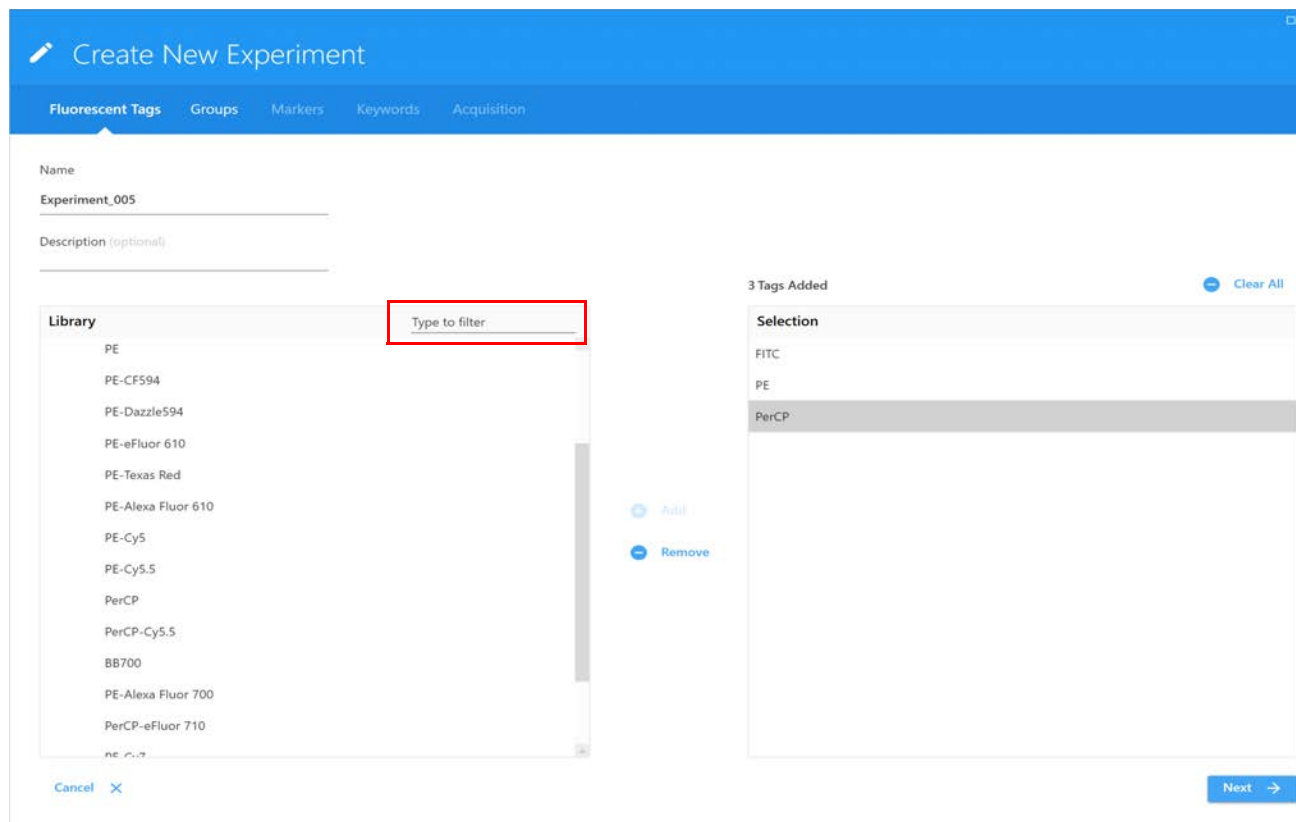 Create New Experiment
Fluorescent Tags Groups Markers Keywords Acquisition
Name
Experiment_005
Description (optional)
3 Tags Added
Clear All
Library
Type to filter
PE
PE-CF594
PE-Dazzle594
PE-eFluor 610
PE-Texas Red
PE-Alexa Fluor 610
PE-Cy5
PE-Cy5.5
PerCP
PerCP-Cy5.5
BB700
PE-Alexa Fluor 700
PerCP-eFluor 710
PE-Cy7
Add
Remove
Selection
FITC
PE
PerCP
Cancel
Next